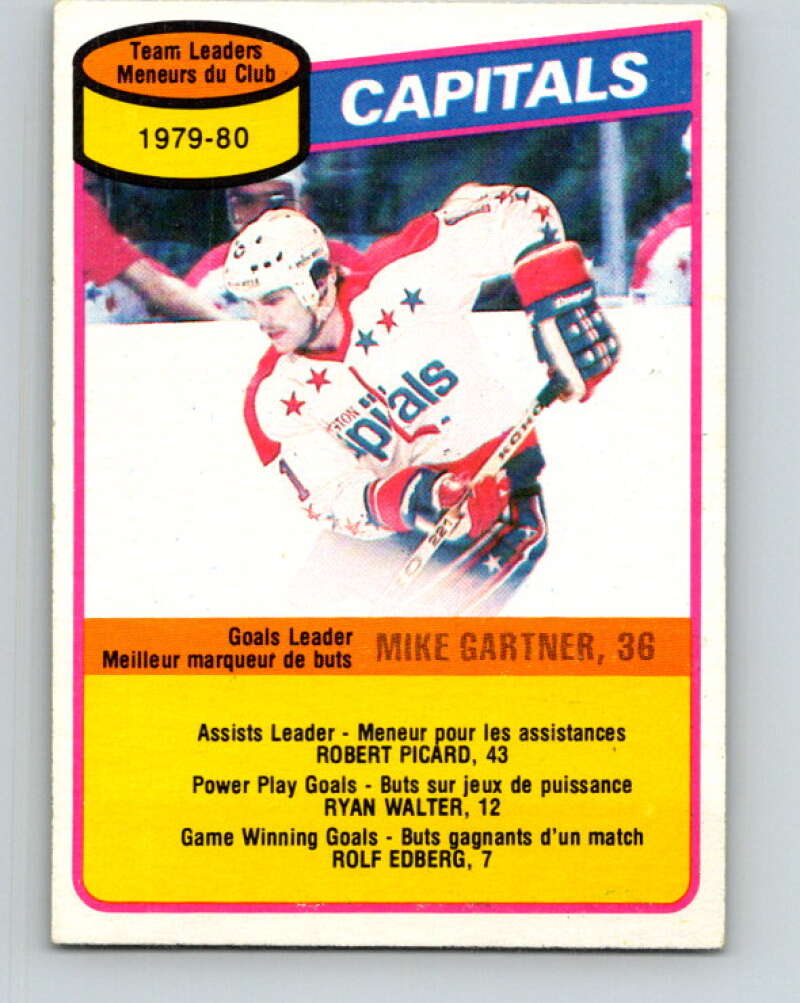 Team Leaders
Meneurs du Club
1979-80
CAPITALS
KOHO
221
Goals Leader
Meilleur marqueur de buts
MIKE GARTNER, 36
Assists Leader - Meneur pour les assistances
ROBERT PICARD, 43
Power Play Goals - Buts sur jeux de puissance
RYAN WALTER, 12
Game Winning Goals - Buts gagnants d'un match
ROLF EDBERG, 7